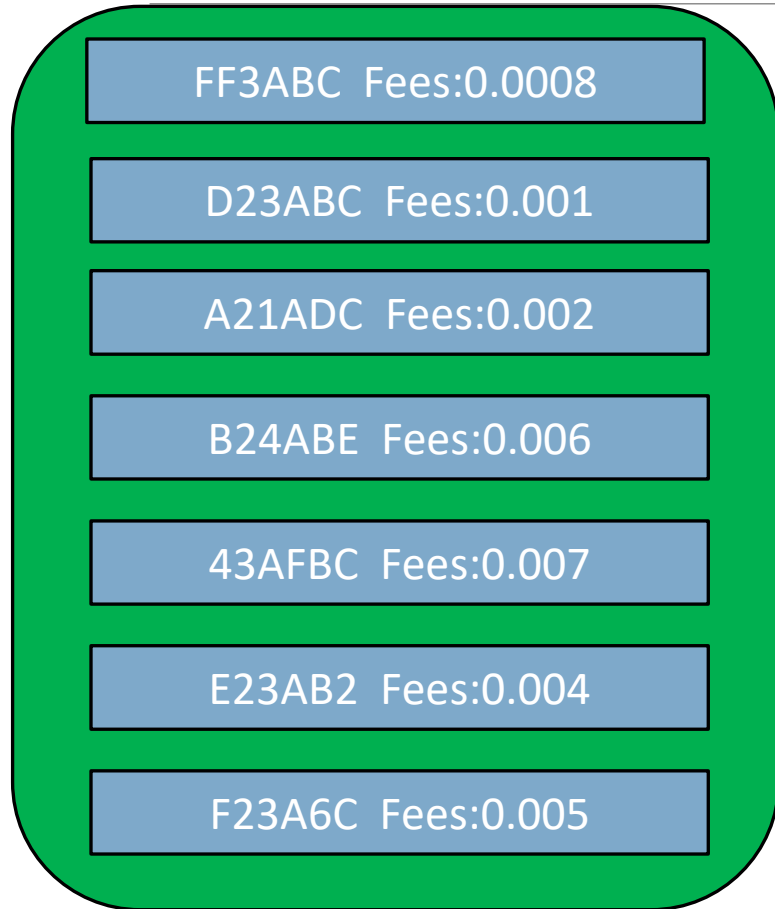 FF3ABC Fees:0.0008
D23ABC Fees:0.001
A21ADC Fees:0.002
B24ABE Fees:0.006
43AFBC Fees:0.007
E23AB2 Fees:0.004
F23A6C Fees:0.005